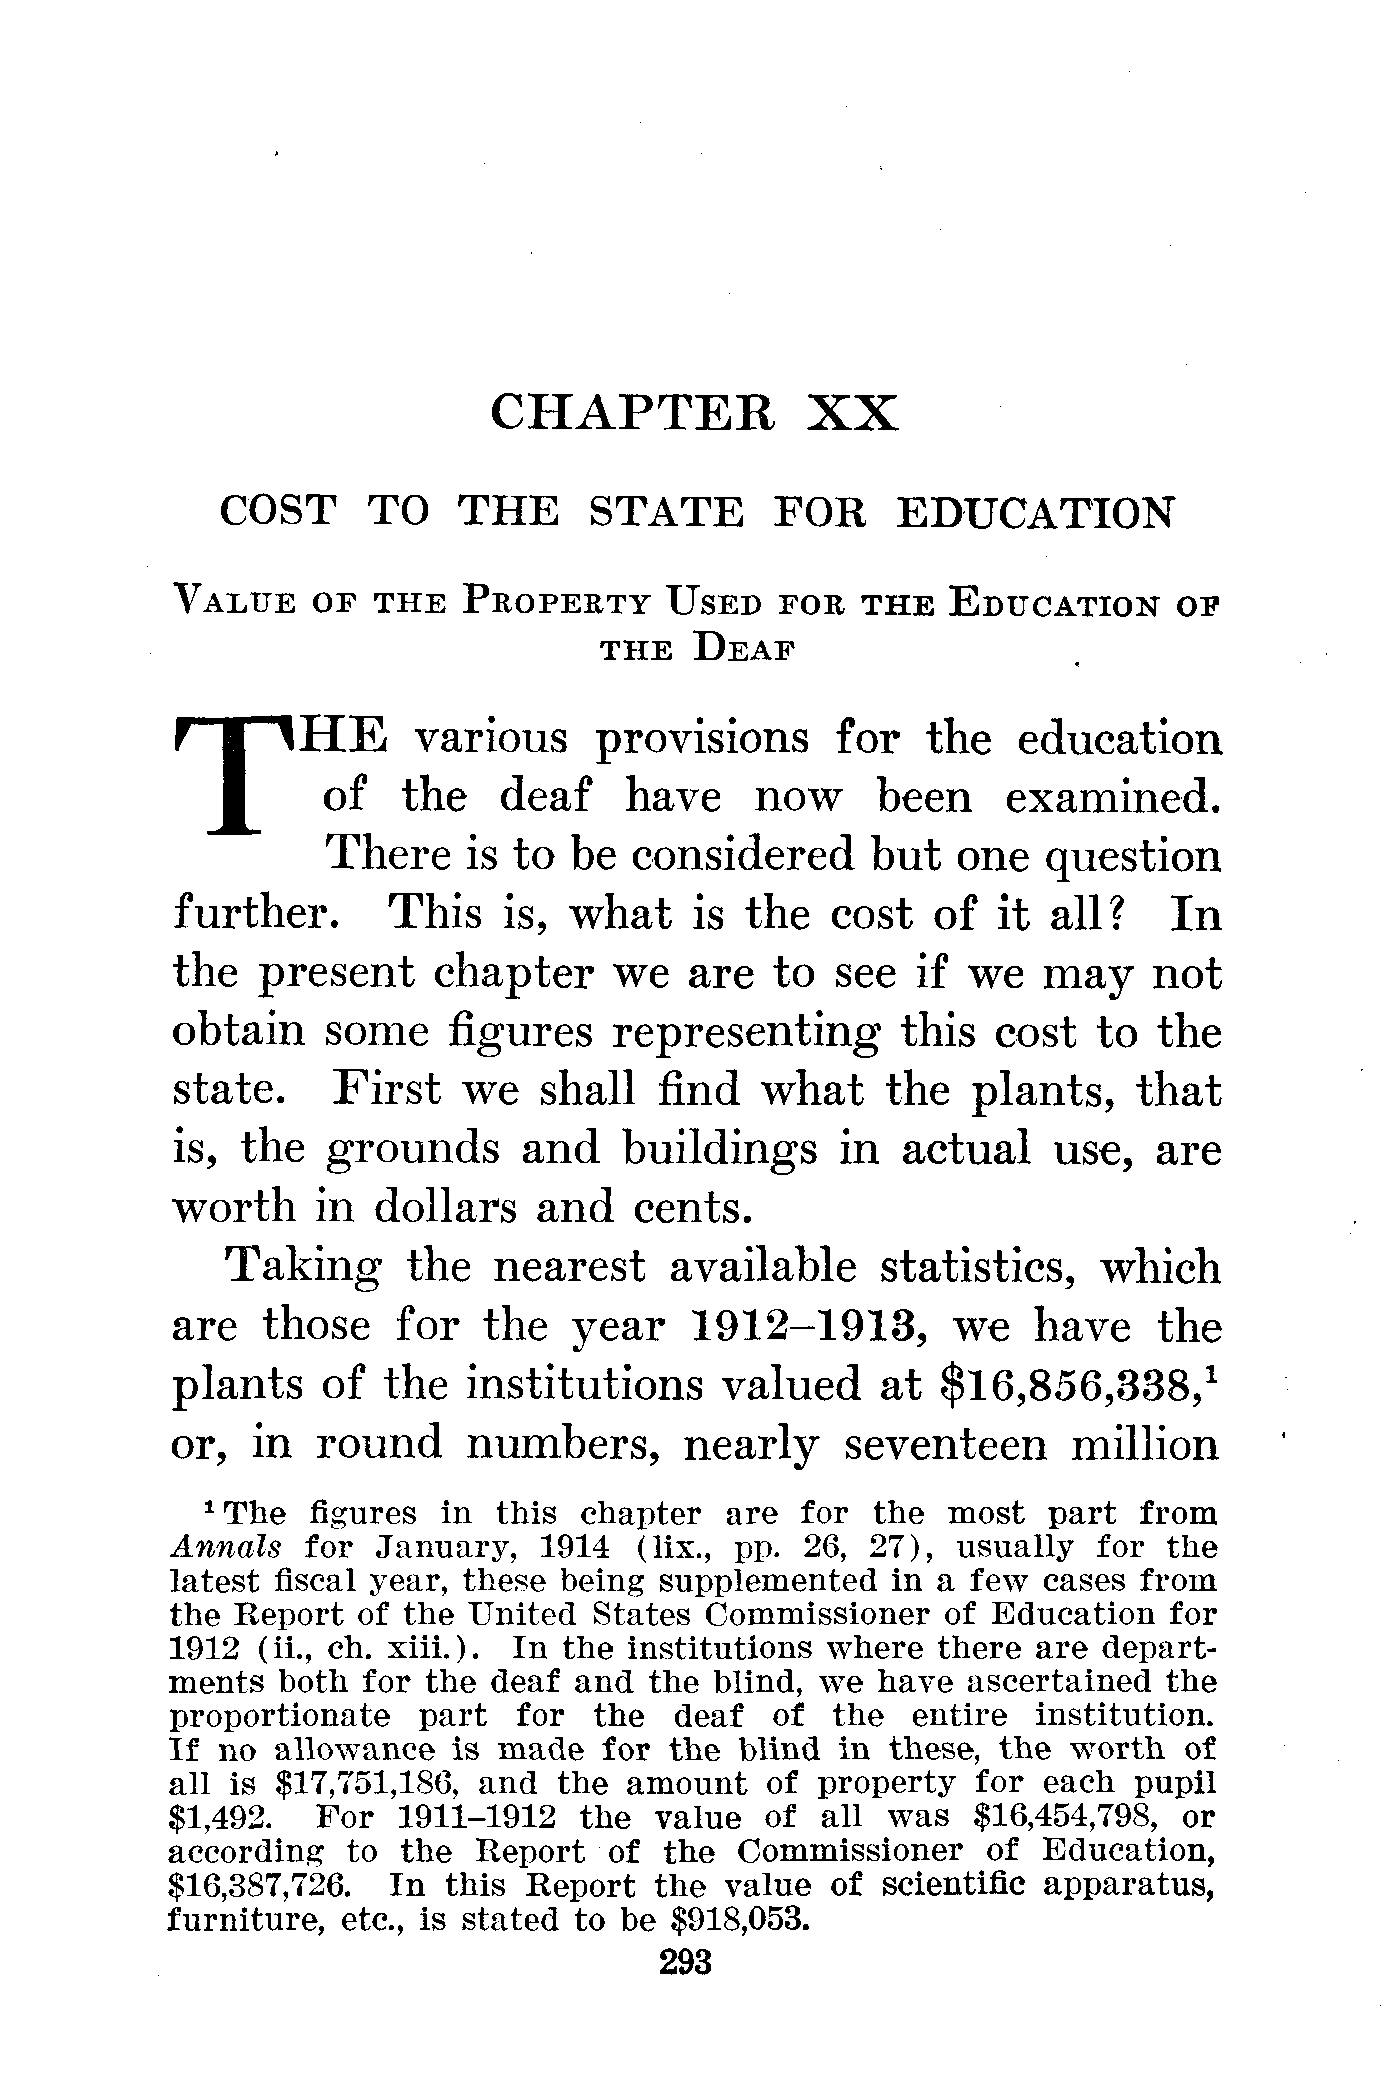 CHAPTER XX
COST TO THE STATE FOR EDUCATION
VALUE OF THE PROPERTY USED FOR THE EDUCATION OF
THE DEAF
THE various provisions for the education
of the deaf have now been examined.
There is to be considered but one question
further. This is, what is the cost of it all? In
the present chapter we are to see if we may not
obtain some figures representing this cost to the
state. First we shall find what the plants, that
is, the grounds and buildings in actual use, are
worth in dollars and cents.
Taking the nearest available statistics, which
are those for the year 1912–1913, we have the
plants of the institutions valued at $16,856,338,¹
or, in round numbers, nearly seventeen million
¹ The figures in this chapter are for the most part from
Annals for January, 1914 (lix., pp. 26, 27), usually for the
latest fiscal year, these being supplemented in a few cases from
the Report of the United States Commissioner of Education for
1912 (ii., ch. xiii.). In the institutions where there are depart-
ments both for the deaf and the blind, we have ascertained the
proportionate part for the deaf of the entire institution.
If no allowance is made for the blind in these, the worth of
all is $17,751,186, and the amount of property for each pupil
$1,492. For 1911–1912 the value of all was $16,454,798, or
according to the Report of the Commissioner of Education,
$16,387,726. In this Report the value of scientific apparatus,
furniture, etc., is stated to be $918,053.
293